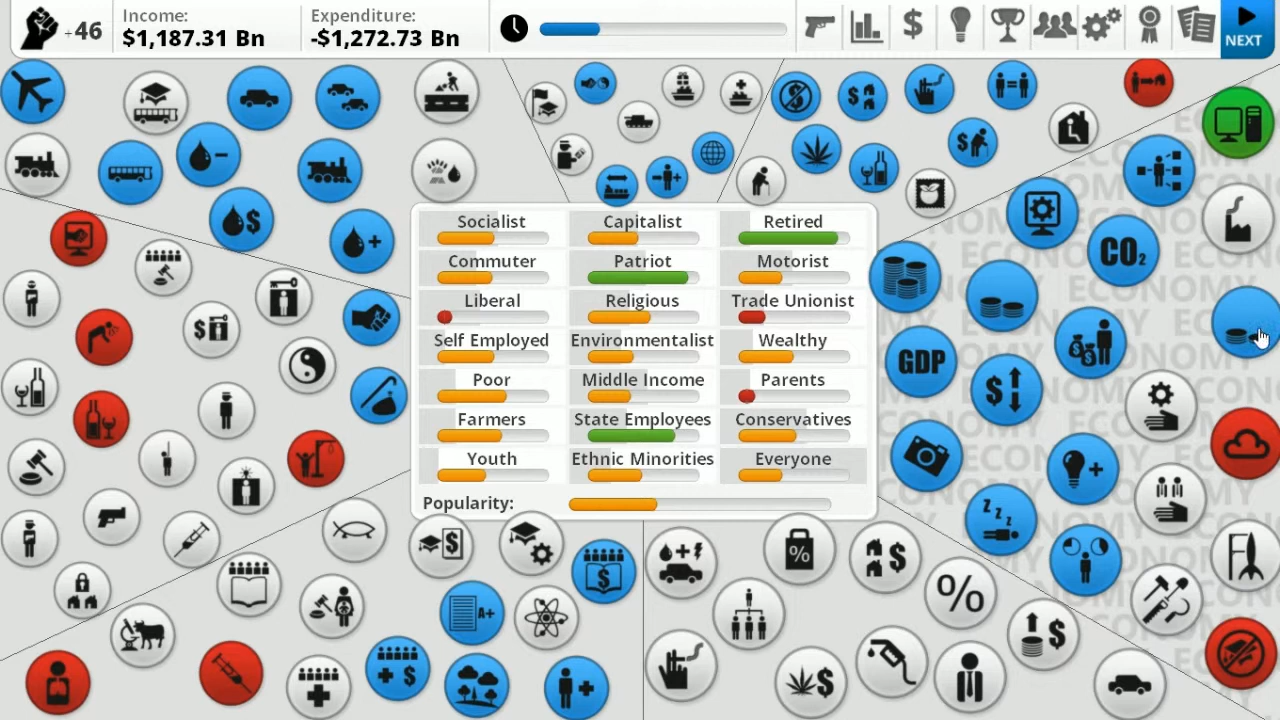 +46
Income:
$1,187.31 Bn
Expenditure:
-$1,272.73 Bn
NEXT
Socialist Capitalist Retired
Commuter Patriot Motorist
Liberal Religious Trade Unionist
Self Employed Environmentalist Wealthy
Poor Middle Income Parents
Farmers State Employees Conservatives
Youth Ethnic Minorities Everyone
Popularity:
CO₂
GDP
A+
ECONOMY ECONOMY